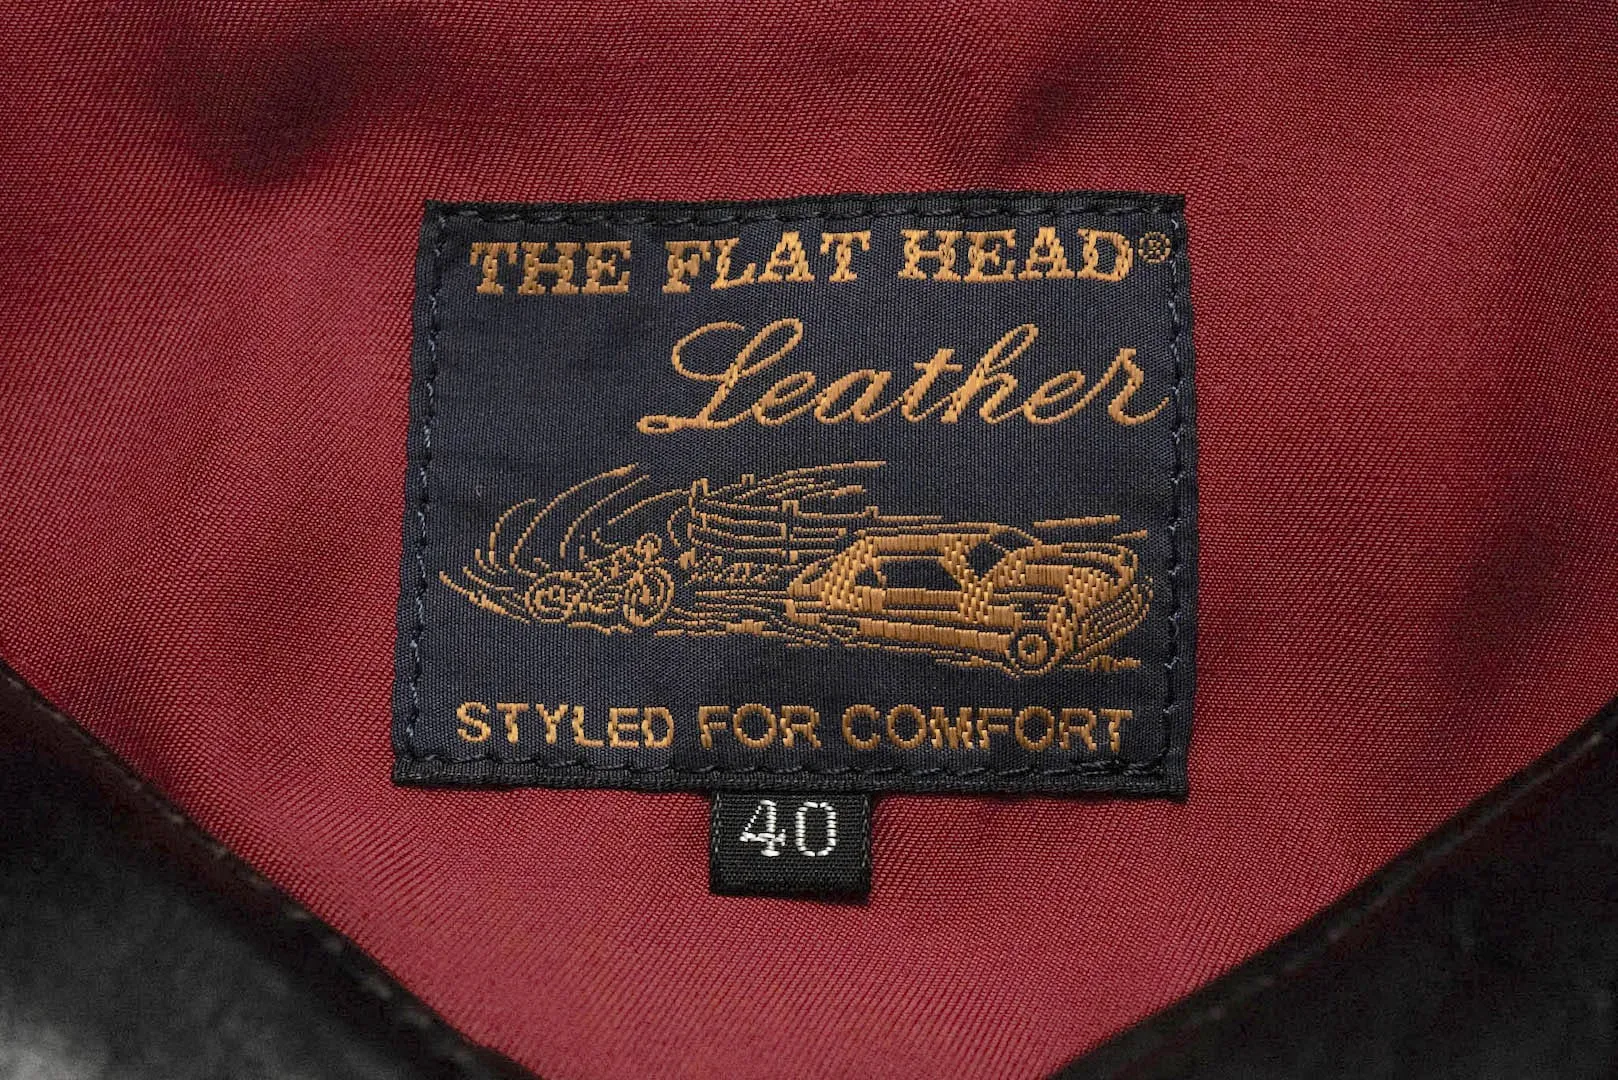 THE FLAT HEAD®
Leather
STYLED FOR COMFORT
40